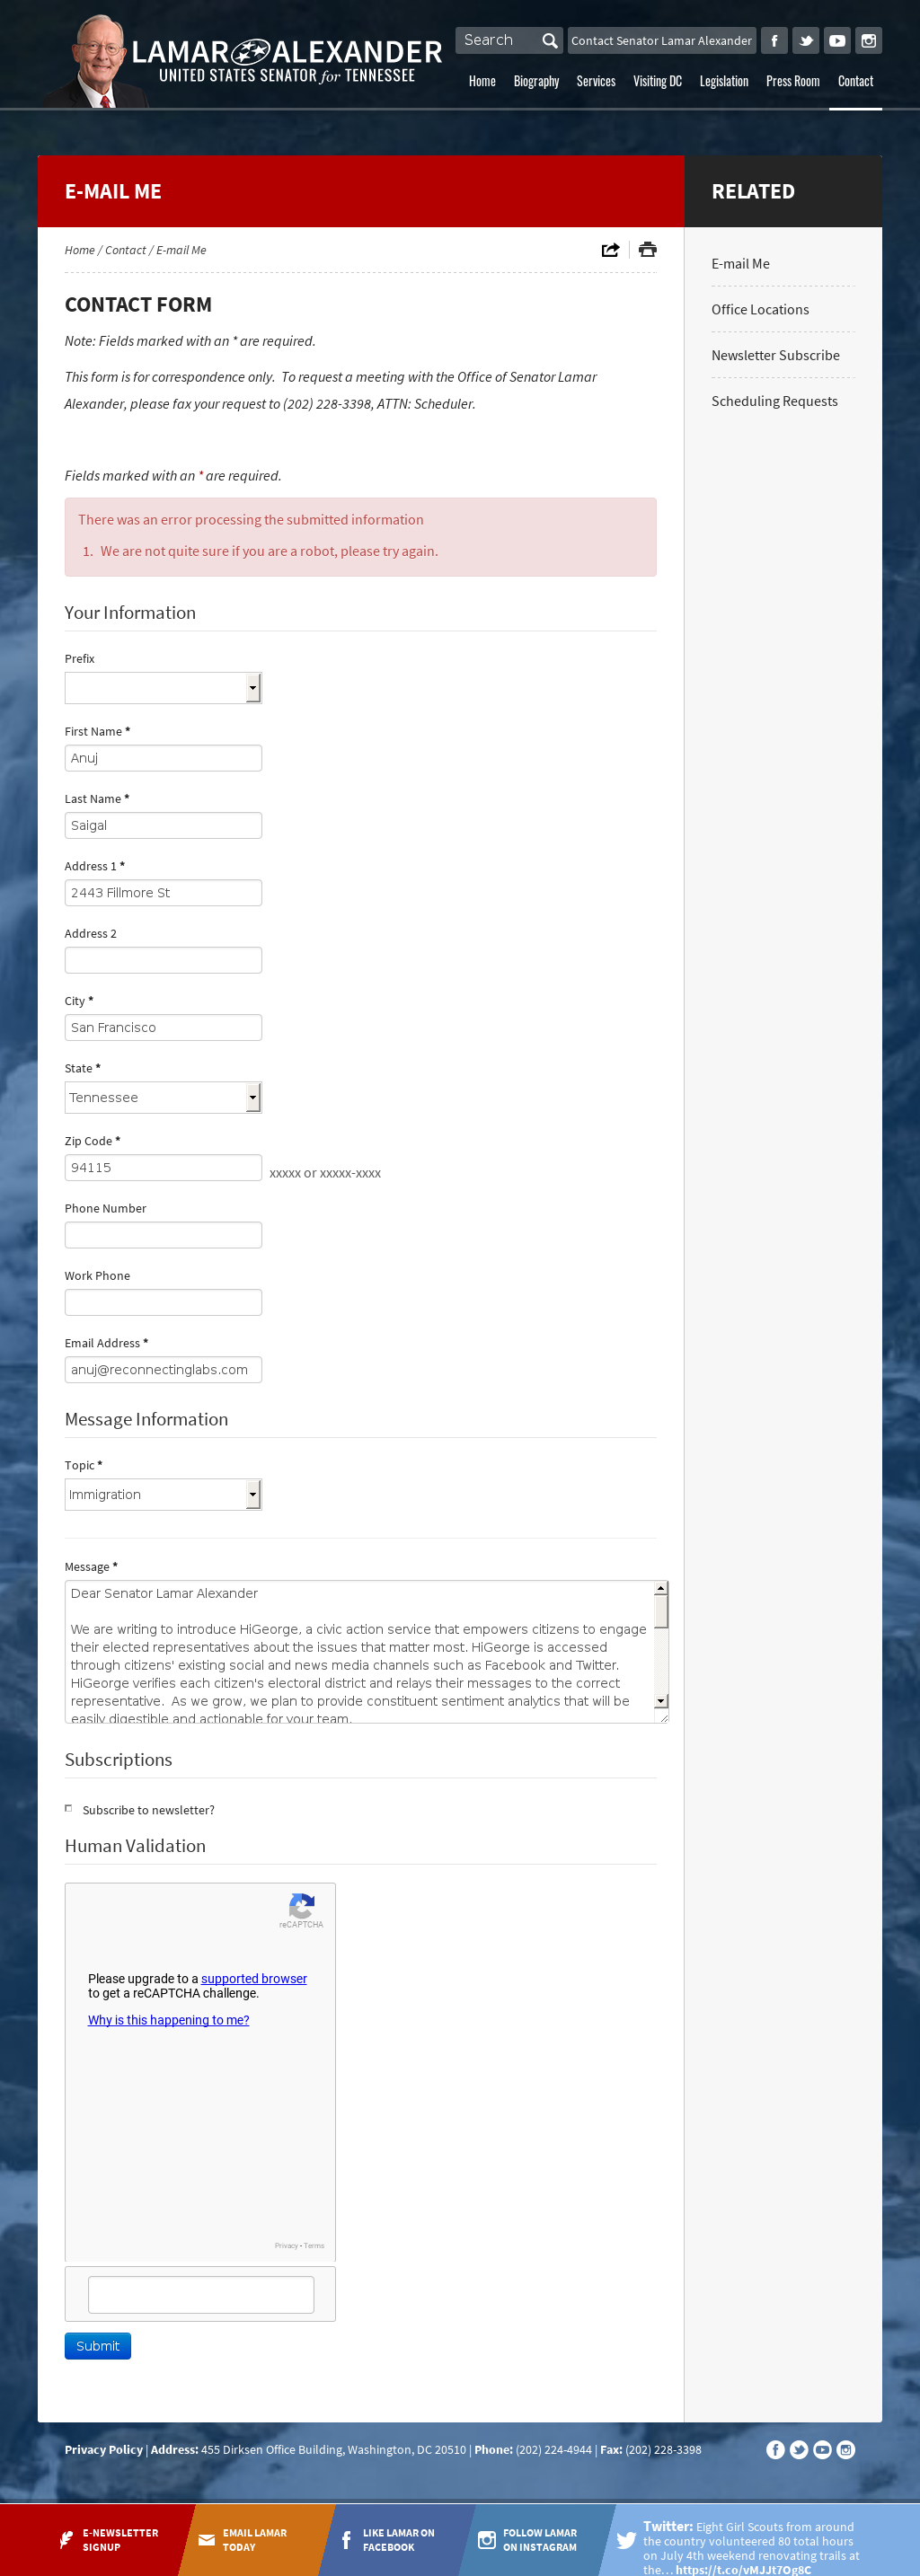 LAMAR ALEXANDER
UNITED STATES SENATOR for TENNESSEE
Search
Contact Senator Lamar Alexander
Home Biography Services Visiting DC Legislation Press Room Contact
E-MAIL ME
RELATED
Home / Contact / E-mail Me
E-mail Me
Office Locations
Newsletter Subscribe
Scheduling Requests
CONTACT FORM
Note: Fields marked with an * are required.
This form is for correspondence only.  To request a meeting with the Office of Senator Lamar
Alexander, please fax your request to (202) 228-3398, ATTN: Scheduler.
Fields marked with an * are required.
There was an error processing the submitted information
1. We are not quite sure if you are a robot, please try again.
Your Information
Prefix
First Name *
Anuj
Last Name *
Saigal
Address 1 *
2443 Fillmore St
Address 2
City *
San Francisco
State *
Tennessee
Zip Code *
94115 xxxxx or xxxxx-xxxx
Phone Number
Work Phone
Email Address *
anuj@reconnectinglabs.com
Message Information
Topic *
Immigration
Message *
Dear Senator Lamar Alexander
We are writing to introduce HiGeorge, a civic action service that empowers citizens to engage
their elected representatives about the issues that matter most. HiGeorge is accessed
through citizens' existing social and news media channels such as Facebook and Twitter.
HiGeorge verifies each citizen's electoral district and relays their messages to the correct
representative.  As we grow, we plan to provide constituent sentiment analytics that will be
easily digestible and actionable for your team.
Subscriptions
Subscribe to newsletter?
Human Validation
reCAPTCHA
Please upgrade to a supported browser
to get a reCAPTCHA challenge.
Why is this happening to me?
Privacy • Terms
Submit
Privacy Policy | Address: 455 Dirksen Office Building, Washington, DC 20510 | Phone: (202) 224-4944 | Fax: (202) 228-3398
E-NEWSLETTER
SIGNUP
EMAIL LAMAR
TODAY
LIKE LAMAR ON
FACEBOOK
FOLLOW LAMAR
ON INSTAGRAM
Twitter: Eight Girl Scouts from around
the country volunteered 80 total hours
on July 4th weekend renovating trails at
the… https://t.co/vMJJt7Og8C